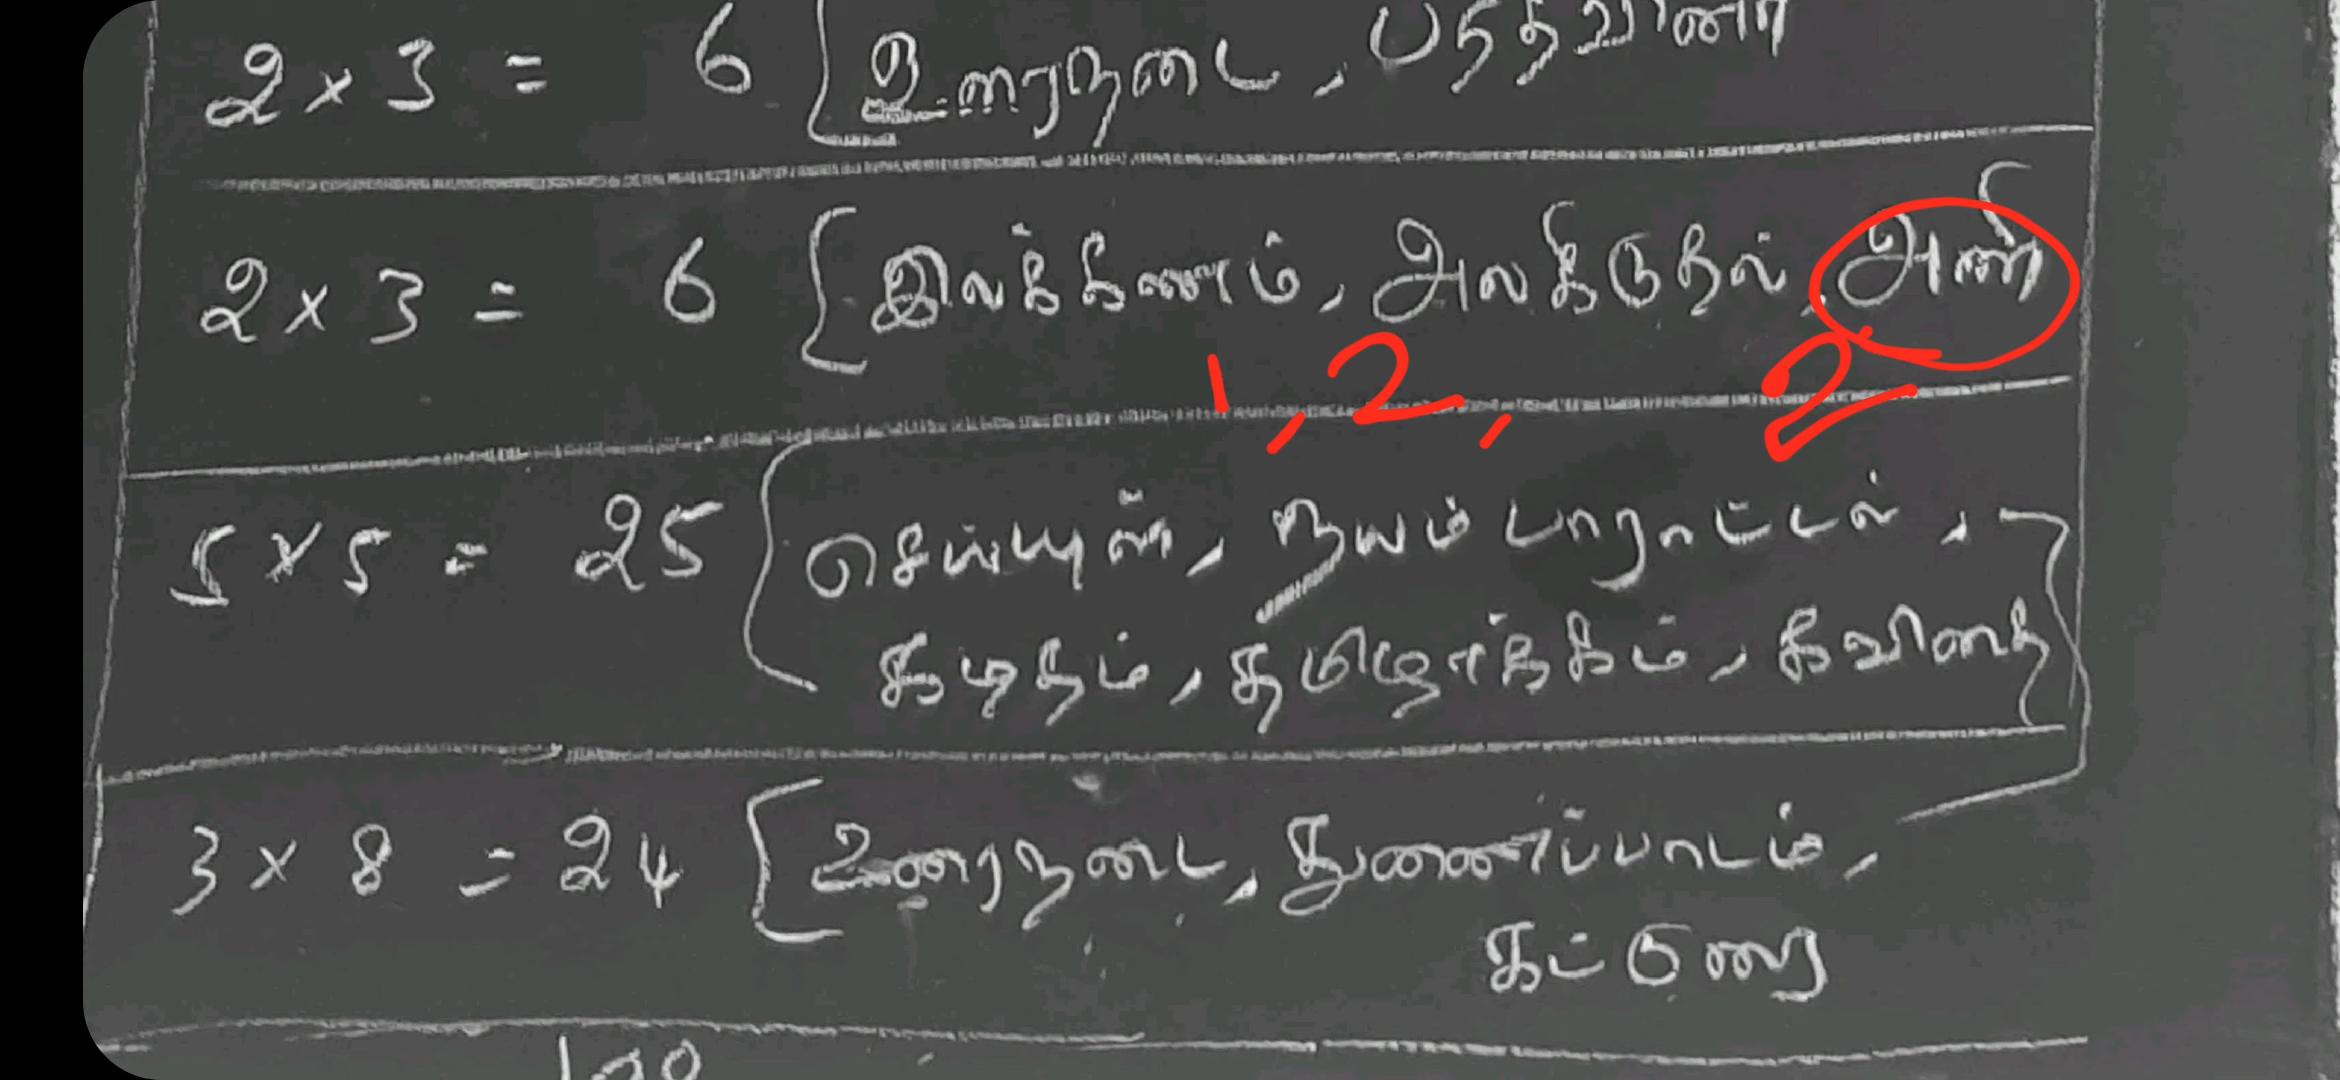 2 x 3 = 6 { உரைநடை,
2 x 3 = 6 { இலக்கணம், அலகிடுதல், அணி
1, 2, 2
5 x 5 = 25 { செய்யுள், நயம் பாராட்டல்,
கடிதம், தமிழாக்கம், கவிதை }
3 x 8 = 24 [ உரைநடை, துணைப்பாடம்,
கட்டுரை
100